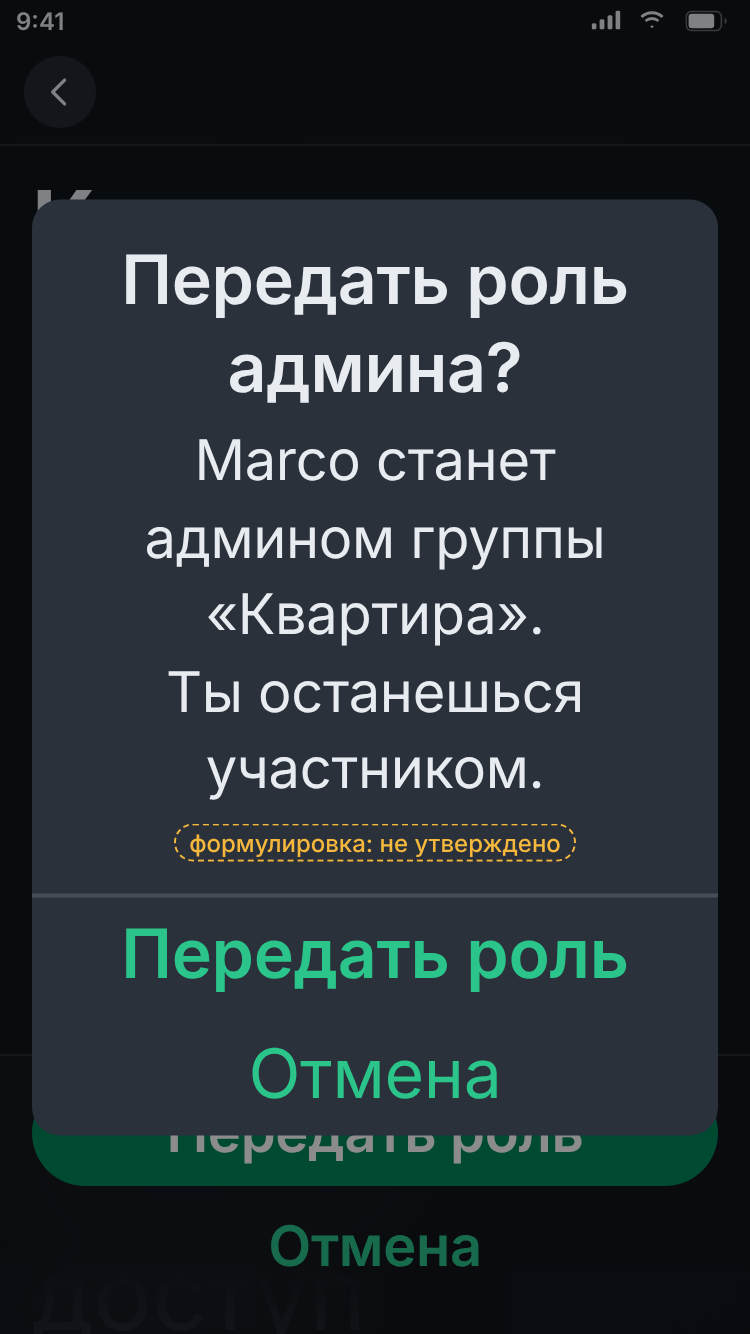 9:41
Передать роль
админа?
Marco станет
админом группы
«Квартира».
Ты останешься
участником.
формулировка: не утверждено
Передать роль
Отмена
Передать роль
Отмена
доступ